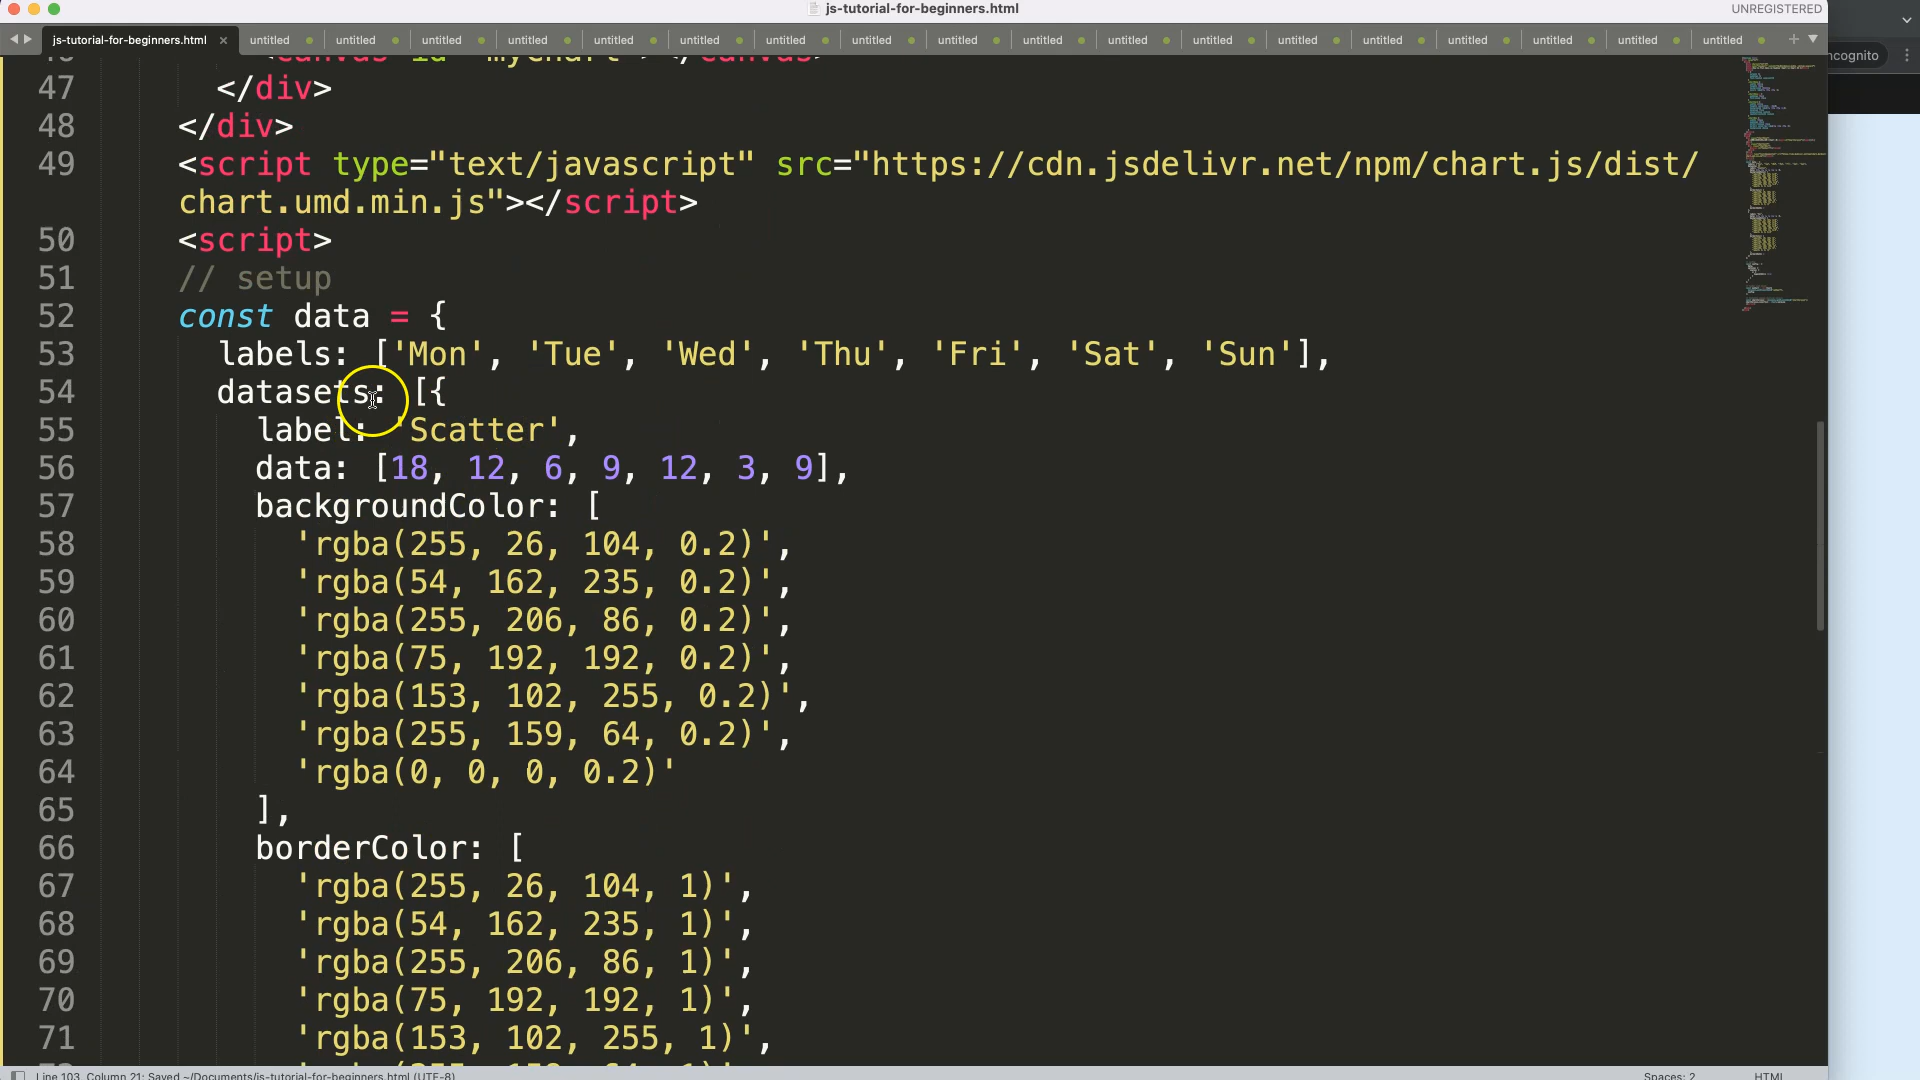 js-tutorial-for-beginners.html
UNREGISTERED
js-tutorial-for-beginners.html × untitled untitled untitled untitled untitled untitled untitled untitled untitled untitled untitled untitled untitled untitled untitled untitled untitled untitled
ncognito
46 <canvas id="myChart"></canvas>
47 </div>
48 </div>
49 <script type="text/javascript" src="https://cdn.jsdelivr.net/npm/chart.js/dist/
chart.umd.min.js"></script>
50 <script>
51 // setup
52 const data = {
53 labels: ['Mon', 'Tue', 'Wed', 'Thu', 'Fri', 'Sat', 'Sun'],
54 datasets: [{
55 label: 'Scatter',
56 data: [18, 12, 6, 9, 12, 3, 9],
57 backgroundColor: [
58 'rgba(255, 26, 104, 0.2)',
59 'rgba(54, 162, 235, 0.2)',
60 'rgba(255, 206, 86, 0.2)',
61 'rgba(75, 192, 192, 0.2)',
62 'rgba(153, 102, 255, 0.2)',
63 'rgba(255, 159, 64, 0.2)',
64 'rgba(0, 0, 0, 0.2)'
65 ],
66 borderColor: [
67 'rgba(255, 26, 104, 1)',
68 'rgba(54, 162, 235, 1)',
69 'rgba(255, 206, 86, 1)',
70 'rgba(75, 192, 192, 1)',
71 'rgba(153, 102, 255, 1)',
Line 103, Column 21; Saved ~/Documents/js-tutorial-for-beginners.html (UTF-8)
Spaces: 2
HTML